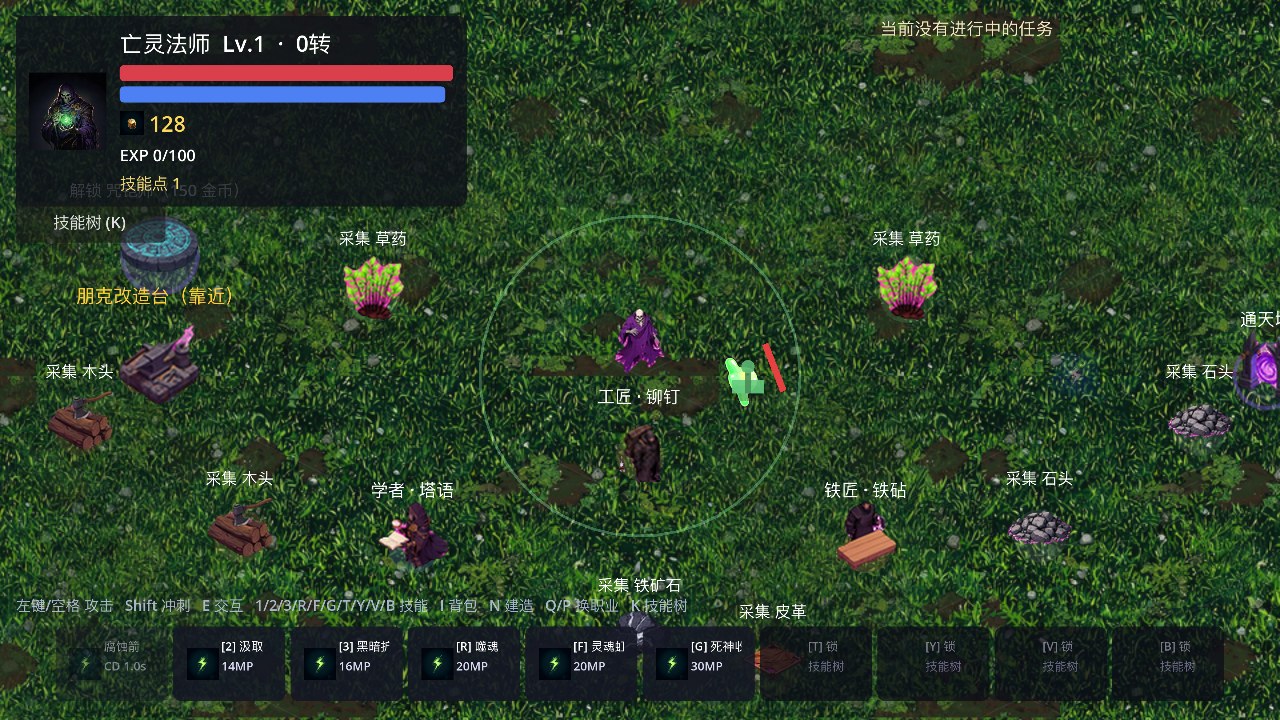 亡灵法师 Lv.1 · 0转
128
EXP 0/100
技能点 1
技能树 (K)
当前没有进行中的任务
采集 草药
采集 草药
朋克改造台（靠近）
通天
采集 木头
采集 石头
工匠 · 铆钉
采集 木头
学者 · 塔语
铁匠 · 铁砧
采集 石头
采集 铁矿石
左键/空格 攻击 Shift 冲刺 E 交互 1/2/3/R/F/G/T/Y/V/B 技能 I 背包 N 建造 Q/P 换职业 K 技能树
采集 皮革
腐蚀箭
CD 1.0s
[2] 汲取
14MP
[3] 黑暗
16MP
[R] 噬魂
20MP
[F] 灵魂
20MP
[G] 死神
30MP
[T] 锁
技能树
[Y] 锁
技能树
[V] 锁
技能树
[B] 锁
技能树